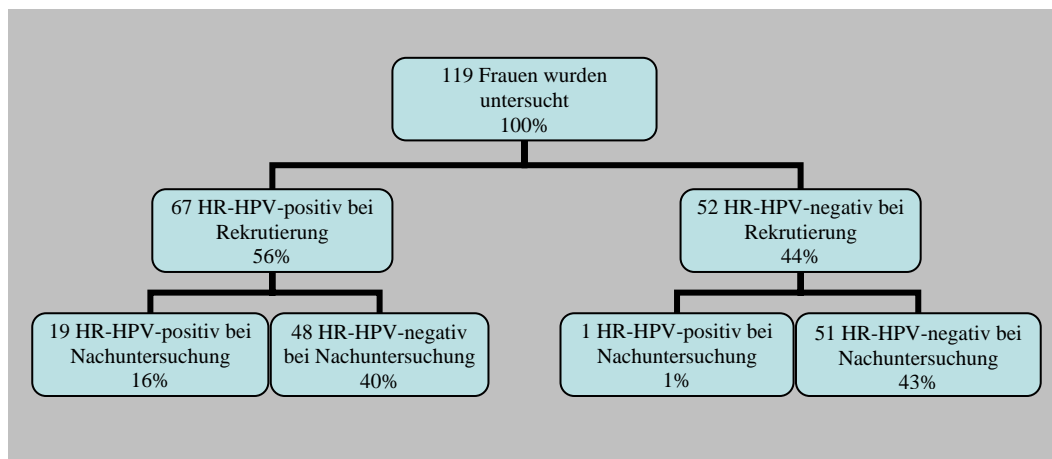 119 Frauen wurden
untersucht
100%
67 HR-HPV-positiv bei
Rekrutierung
56%
52 HR-HPV-negativ bei
Rekrutierung
44%
19 HR-HPV-positiv bei
Nachuntersuchung
16%
48 HR-HPV-negativ
bei Nachuntersuchung
40%
1 HR-HPV-positiv bei
Nachuntersuchung
1%
51 HR-HPV-negativ bei
Nachuntersuchung
43%